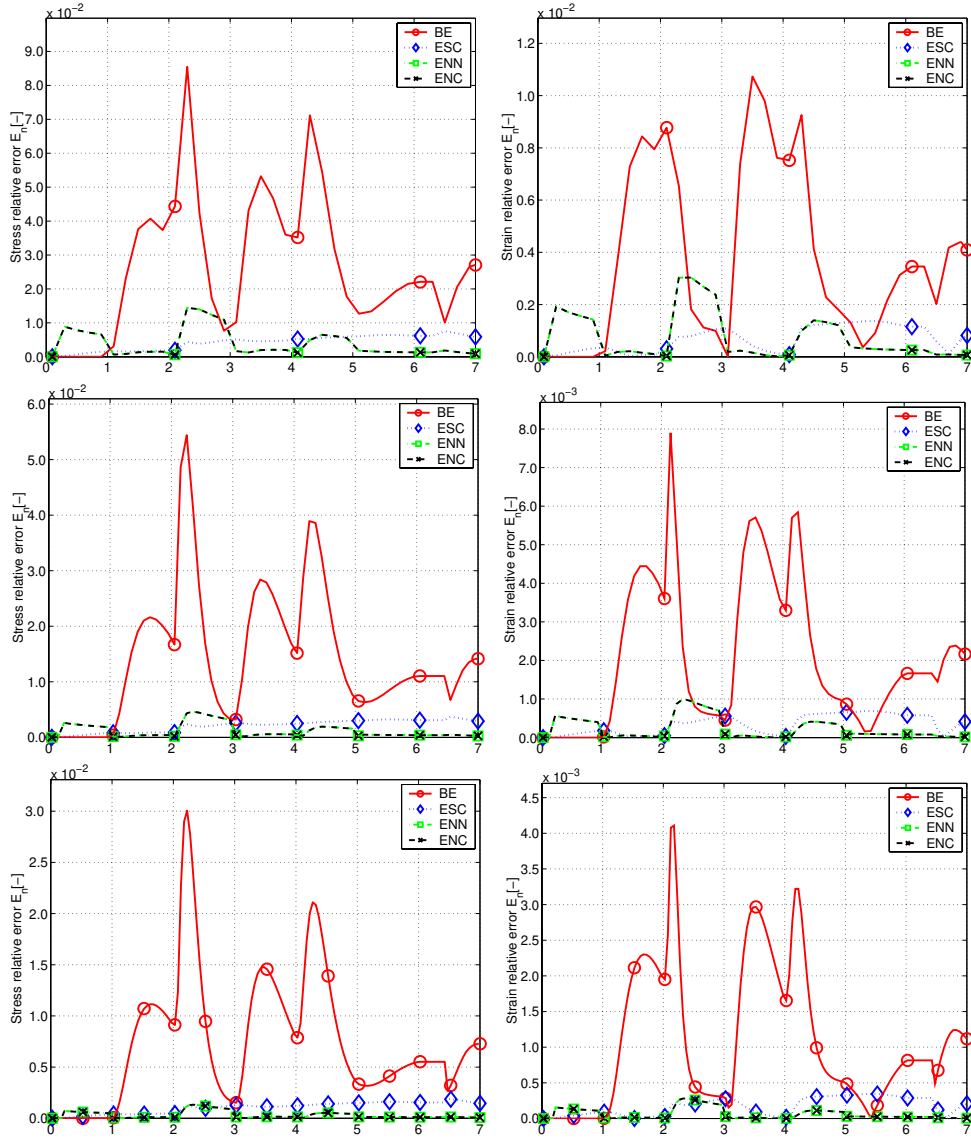 x 10⁻²
Stress relative error Eₙ[−]
9.0
8.0
7.0
6.0
5.0
4.0
3.0
2.0
1.0
0.0
0 1 2 3 4 5 6 7
BE
ESC
ENN
ENC
x 10⁻²
Strain relative error Eₙ[−]
1.2
1.0
0.8
0.6
0.4
0.2
0.0
0 1 2 3 4 5 6 7
BE
ESC
ENN
ENC
x 10⁻²
Stress relative error Eₙ[−]
6.0
5.0
4.0
3.0
2.0
1.0
0.0
0 1 2 3 4 5 6 7
BE
ESC
ENN
ENC
x 10⁻³
Strain relative error Eₙ[−]
8.0
7.0
6.0
5.0
4.0
3.0
2.0
1.0
0.0
0 1 2 3 4 5 6 7
BE
ESC
ENN
ENC
x 10⁻²
Stress relative error Eₙ[−]
3.0
2.5
2.0
1.5
1.0
0.5
0.0
0 1 2 3 4 5 6 7
BE
ESC
ENN
ENC
x 10⁻³
Strain relative error Eₙ[−]
4.5
4.0
3.5
3.0
2.5
2.0
1.5
1.0
0.5
0.0
0 1 2 3 4 5 6 7
BE
ESC
ENN
ENC